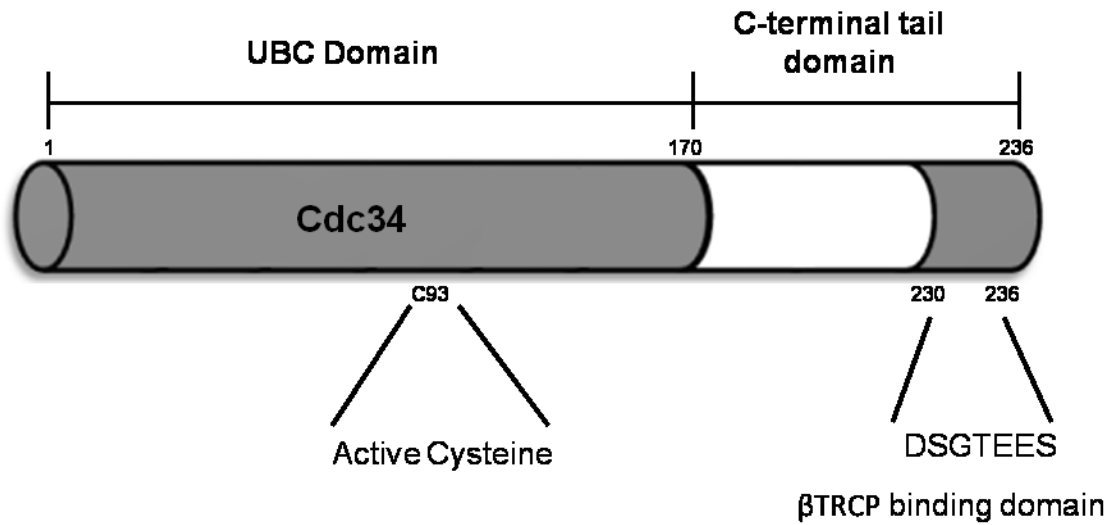 UBC Domain
C-terminal tail
domain
1
170
236
Cdc34
C93
230
236
Active Cysteine
DSGTEES
βTRCP binding domain